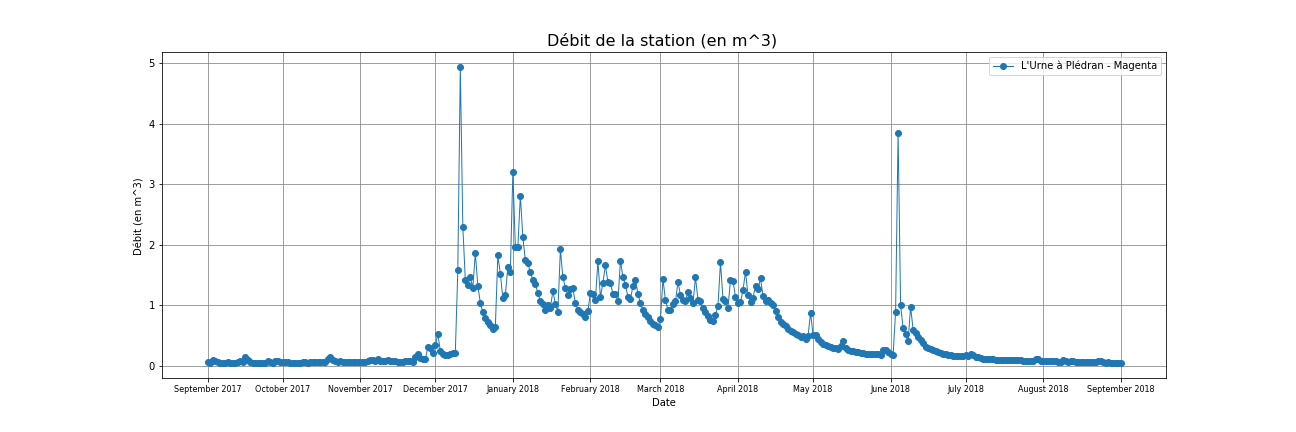 Débit de la station (en m^3)
L'Urne à Plédran - Magenta
Débit (en m^3)
5
4
3
2
1
0
September 2017 October 2017 November 2017 December 2017 January 2018 February 2018 March 2018 April 2018 May 2018 June 2018 July 2018 August 2018 September 2018
Date